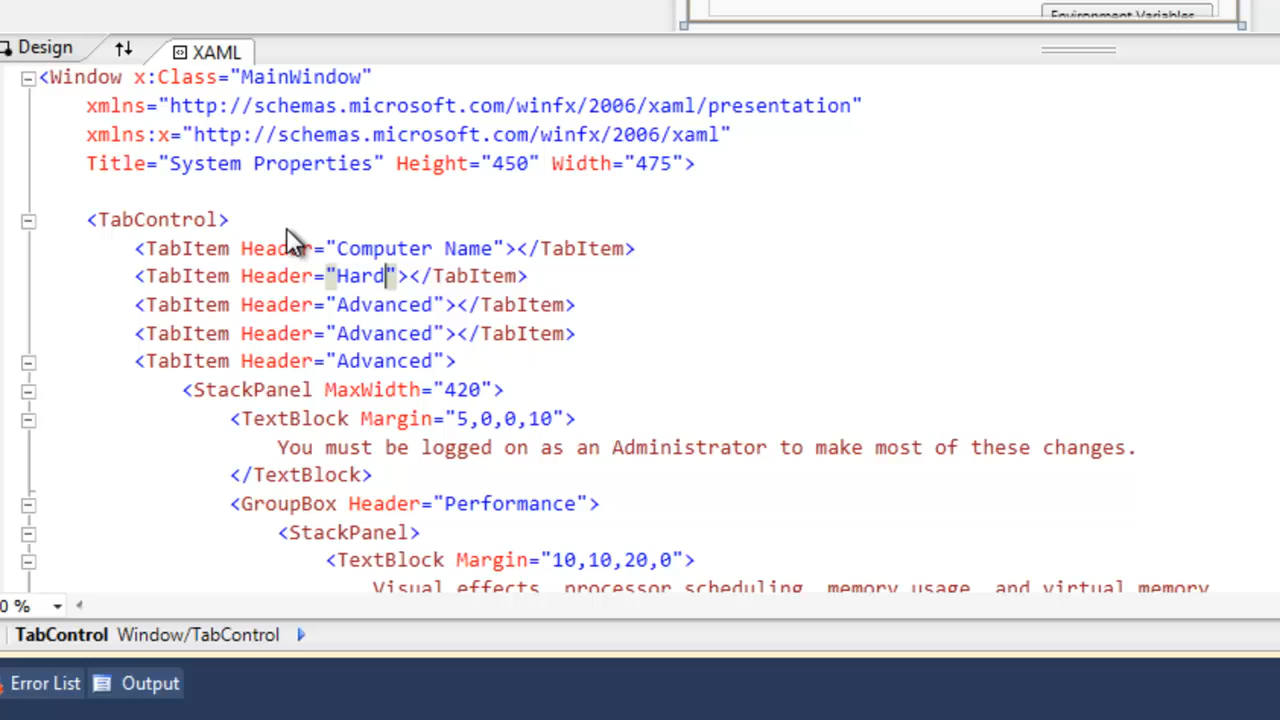 Environment Variables
Design
XAML
<Window x:Class="MainWindow"
xmlns="http://schemas.microsoft.com/winfx/2006/xaml/presentation"
xmlns:x="http://schemas.microsoft.com/winfx/2006/xaml"
Title="System Properties" Height="450" Width="475">
<TabControl>
<TabItem Header="Computer Name"></TabItem>
<TabItem Header="Hard"></TabItem>
<TabItem Header="Advanced"></TabItem>
<TabItem Header="Advanced"></TabItem>
<TabItem Header="Advanced">
<StackPanel MaxWidth="420">
<TextBlock Margin="5,0,0,10">
You must be logged on as an Administrator to make most of these changes.
</TextBlock>
<GroupBox Header="Performance">
<StackPanel>
<TextBlock Margin="10,10,20,0">
Visual effects, processor scheduling, memory usage, and virtual memory
0 %
TabControl Window/TabControl
Error List
Output